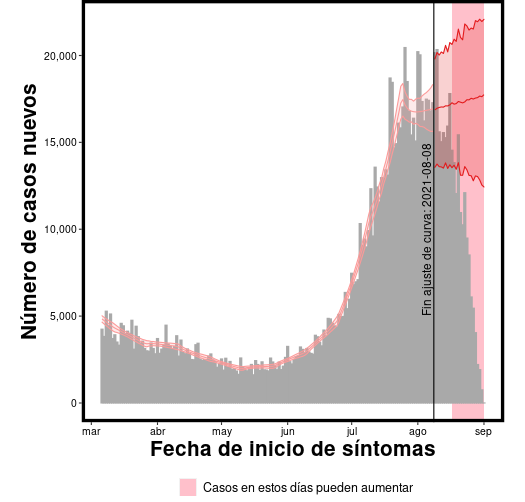 Número de casos nuevos
20,000
15,000
10,000
5,000
0
Fin ajuste de curva: 2021-08-08
mar abr may jun jul ago sep
Fecha de inicio de síntomas
Casos en estos días pueden aumentar